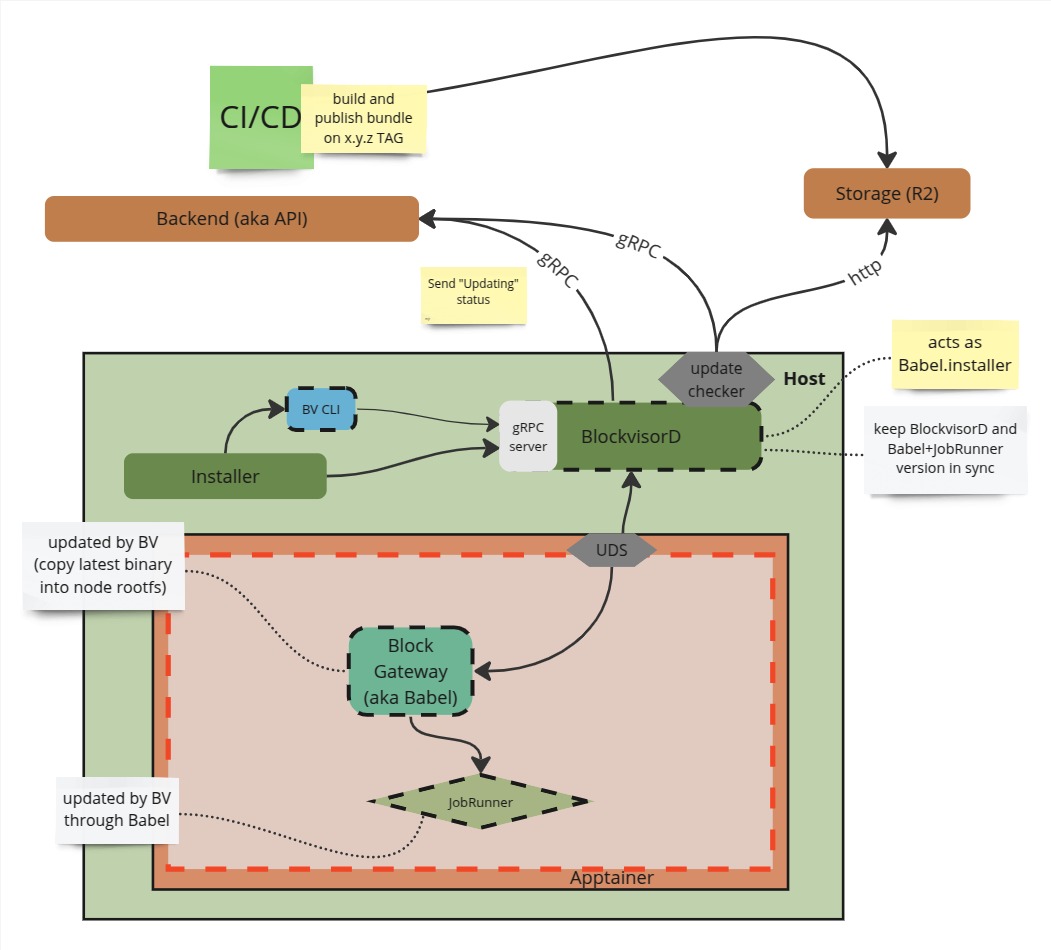 CI/CD
build and
publish bundle
on x.y.z TAG
Storage (R2)
Backend (aka API)
gRPC
gRPC
http
Send "Updating"
status
update
checker
Host
acts as
Babel.installer
BV CLI
gRPC
server
BlockvisorD
keep BlockvisorD and
Babel+JobRunner
version in sync
Installer
updated by BV
(copy latest binary
into node rootfs)
UDS
Block
Gateway
(aka Babel)
JobRunner
updated by BV
through Babel
Apptainer